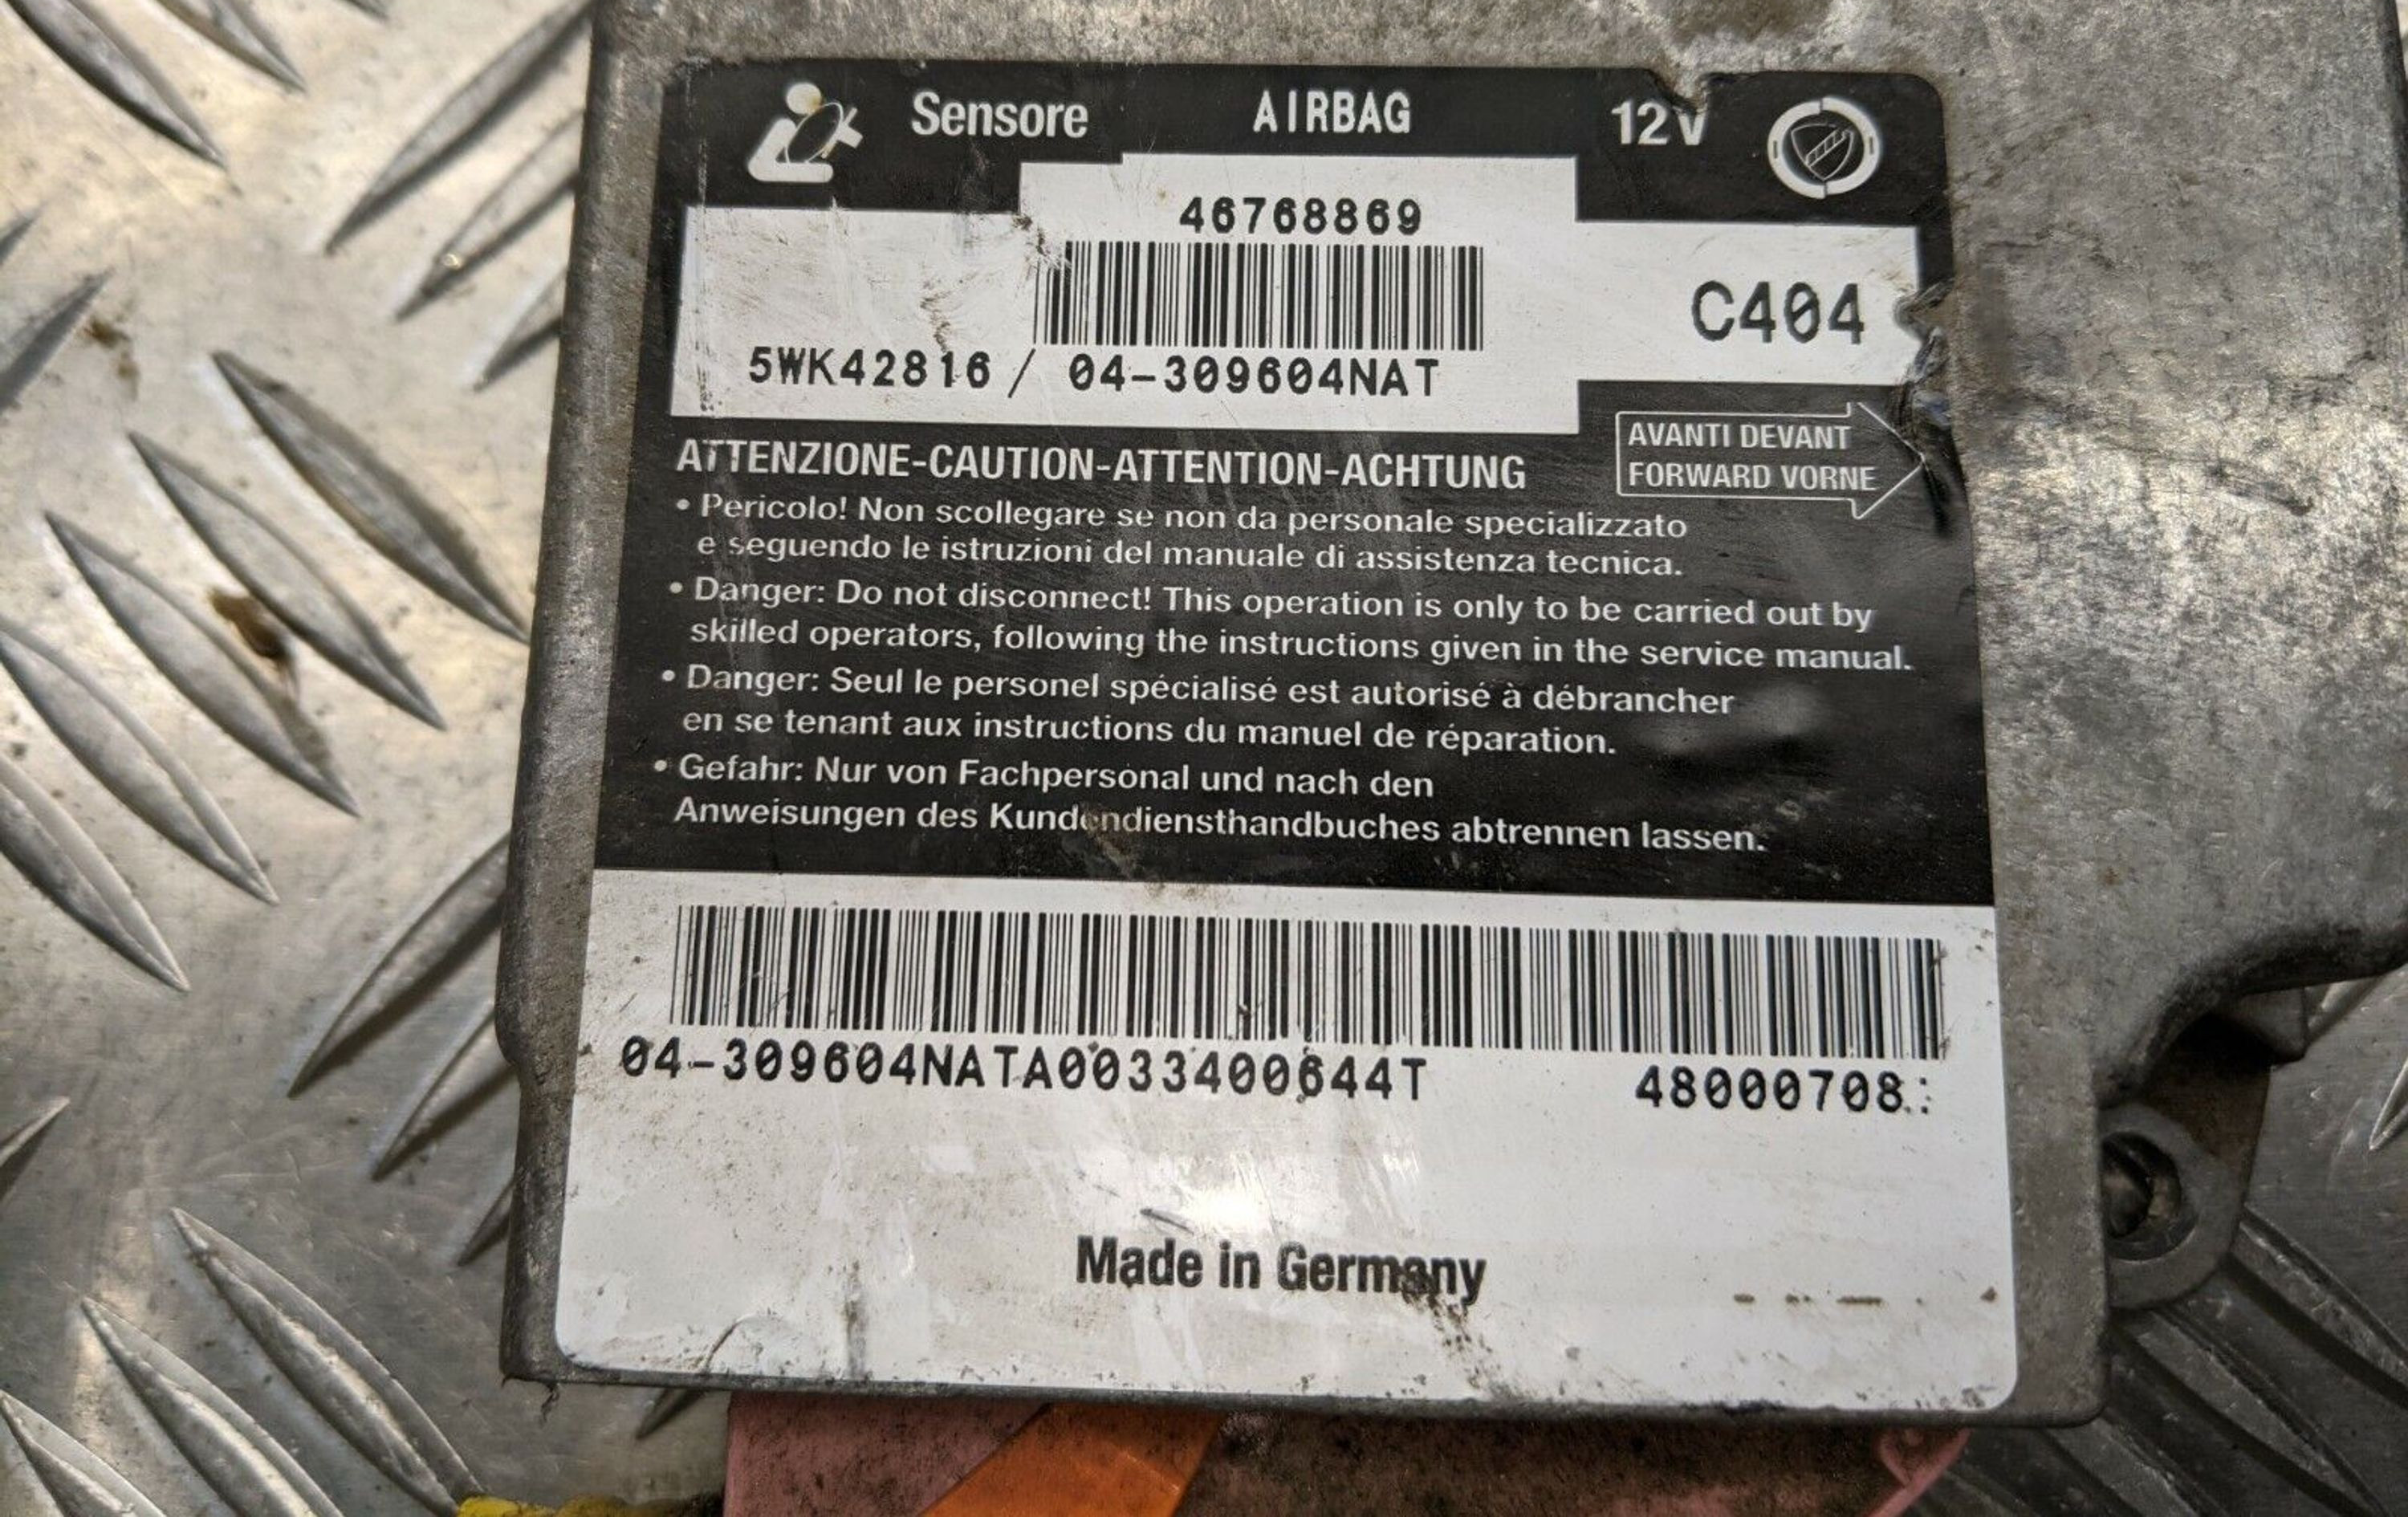 Sensore AIRBAG 12V
46768869
C404
5WK42816 / 04-309604NAT
AVANTI DEVANT
FORWARD VORNE
ATTENZIONE-CAUTION-ATTENTION-ACHTUNG
• Pericolo! Non scollegare se non da personale specializzato
e seguendo le istruzioni del manuale di assistenza tecnica.
• Danger: Do not disconnect! This operation is only to be carried out by
skilled operators, following the instructions given in the service manual.
• Danger: Seul le personel spécialisé est autorisé à débrancher
en se tenant aux instructions du manuel de réparation.
• Gefahr: Nur von Fachpersonal und nach den
Anweisungen des Kundendiensthandbuches abtrennen lassen.
04-309604NATA0033400644T 48000708:
Made in Germany